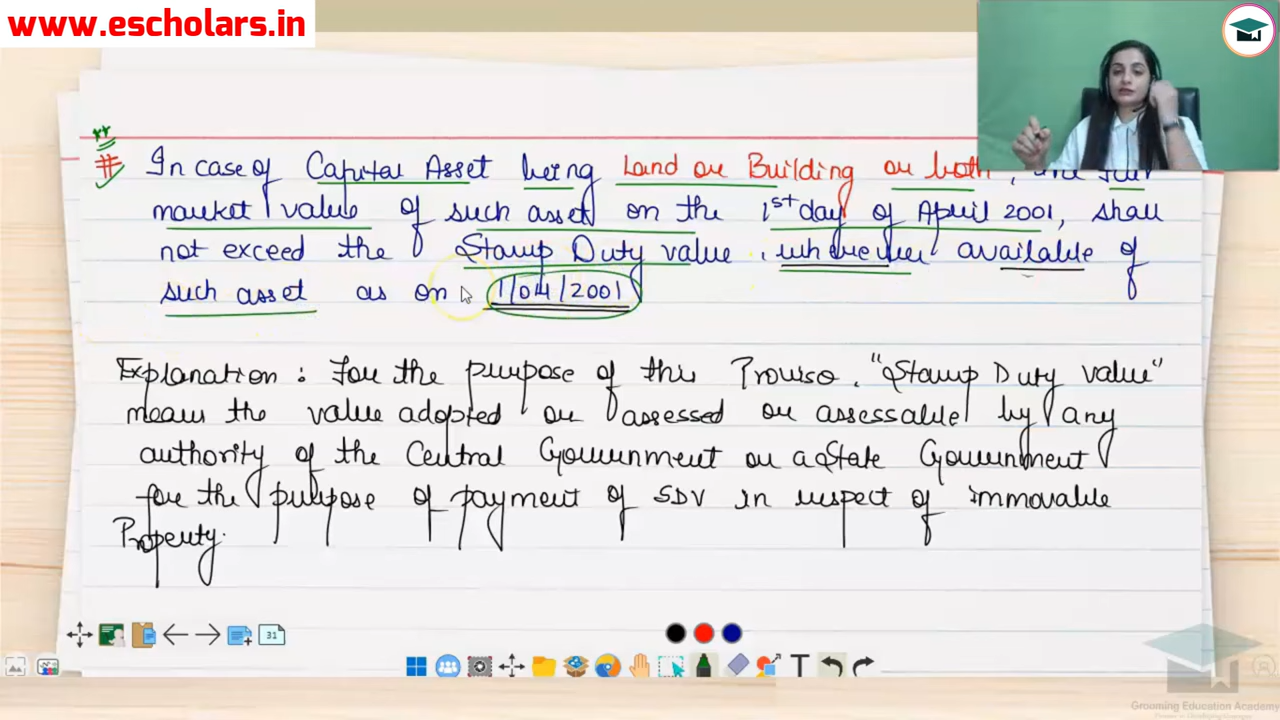 www.escholars.in
** # In case of Capital Asset being Land or Building or both, the fair
market value of such asset on the 1st day of April 2001, shall
not exceed the Stamp Duty value, wherever available of
such asset as on 1/04/2001
Explanation : For the purpose of this Proviso, "Stamp Duty value"
means the value adopted or assessed or assessable by any
authority of the Central Government or a State Government
for the purpose of payment of SDV in respect of immovable
Property.
31
T
Grooming Education Academy